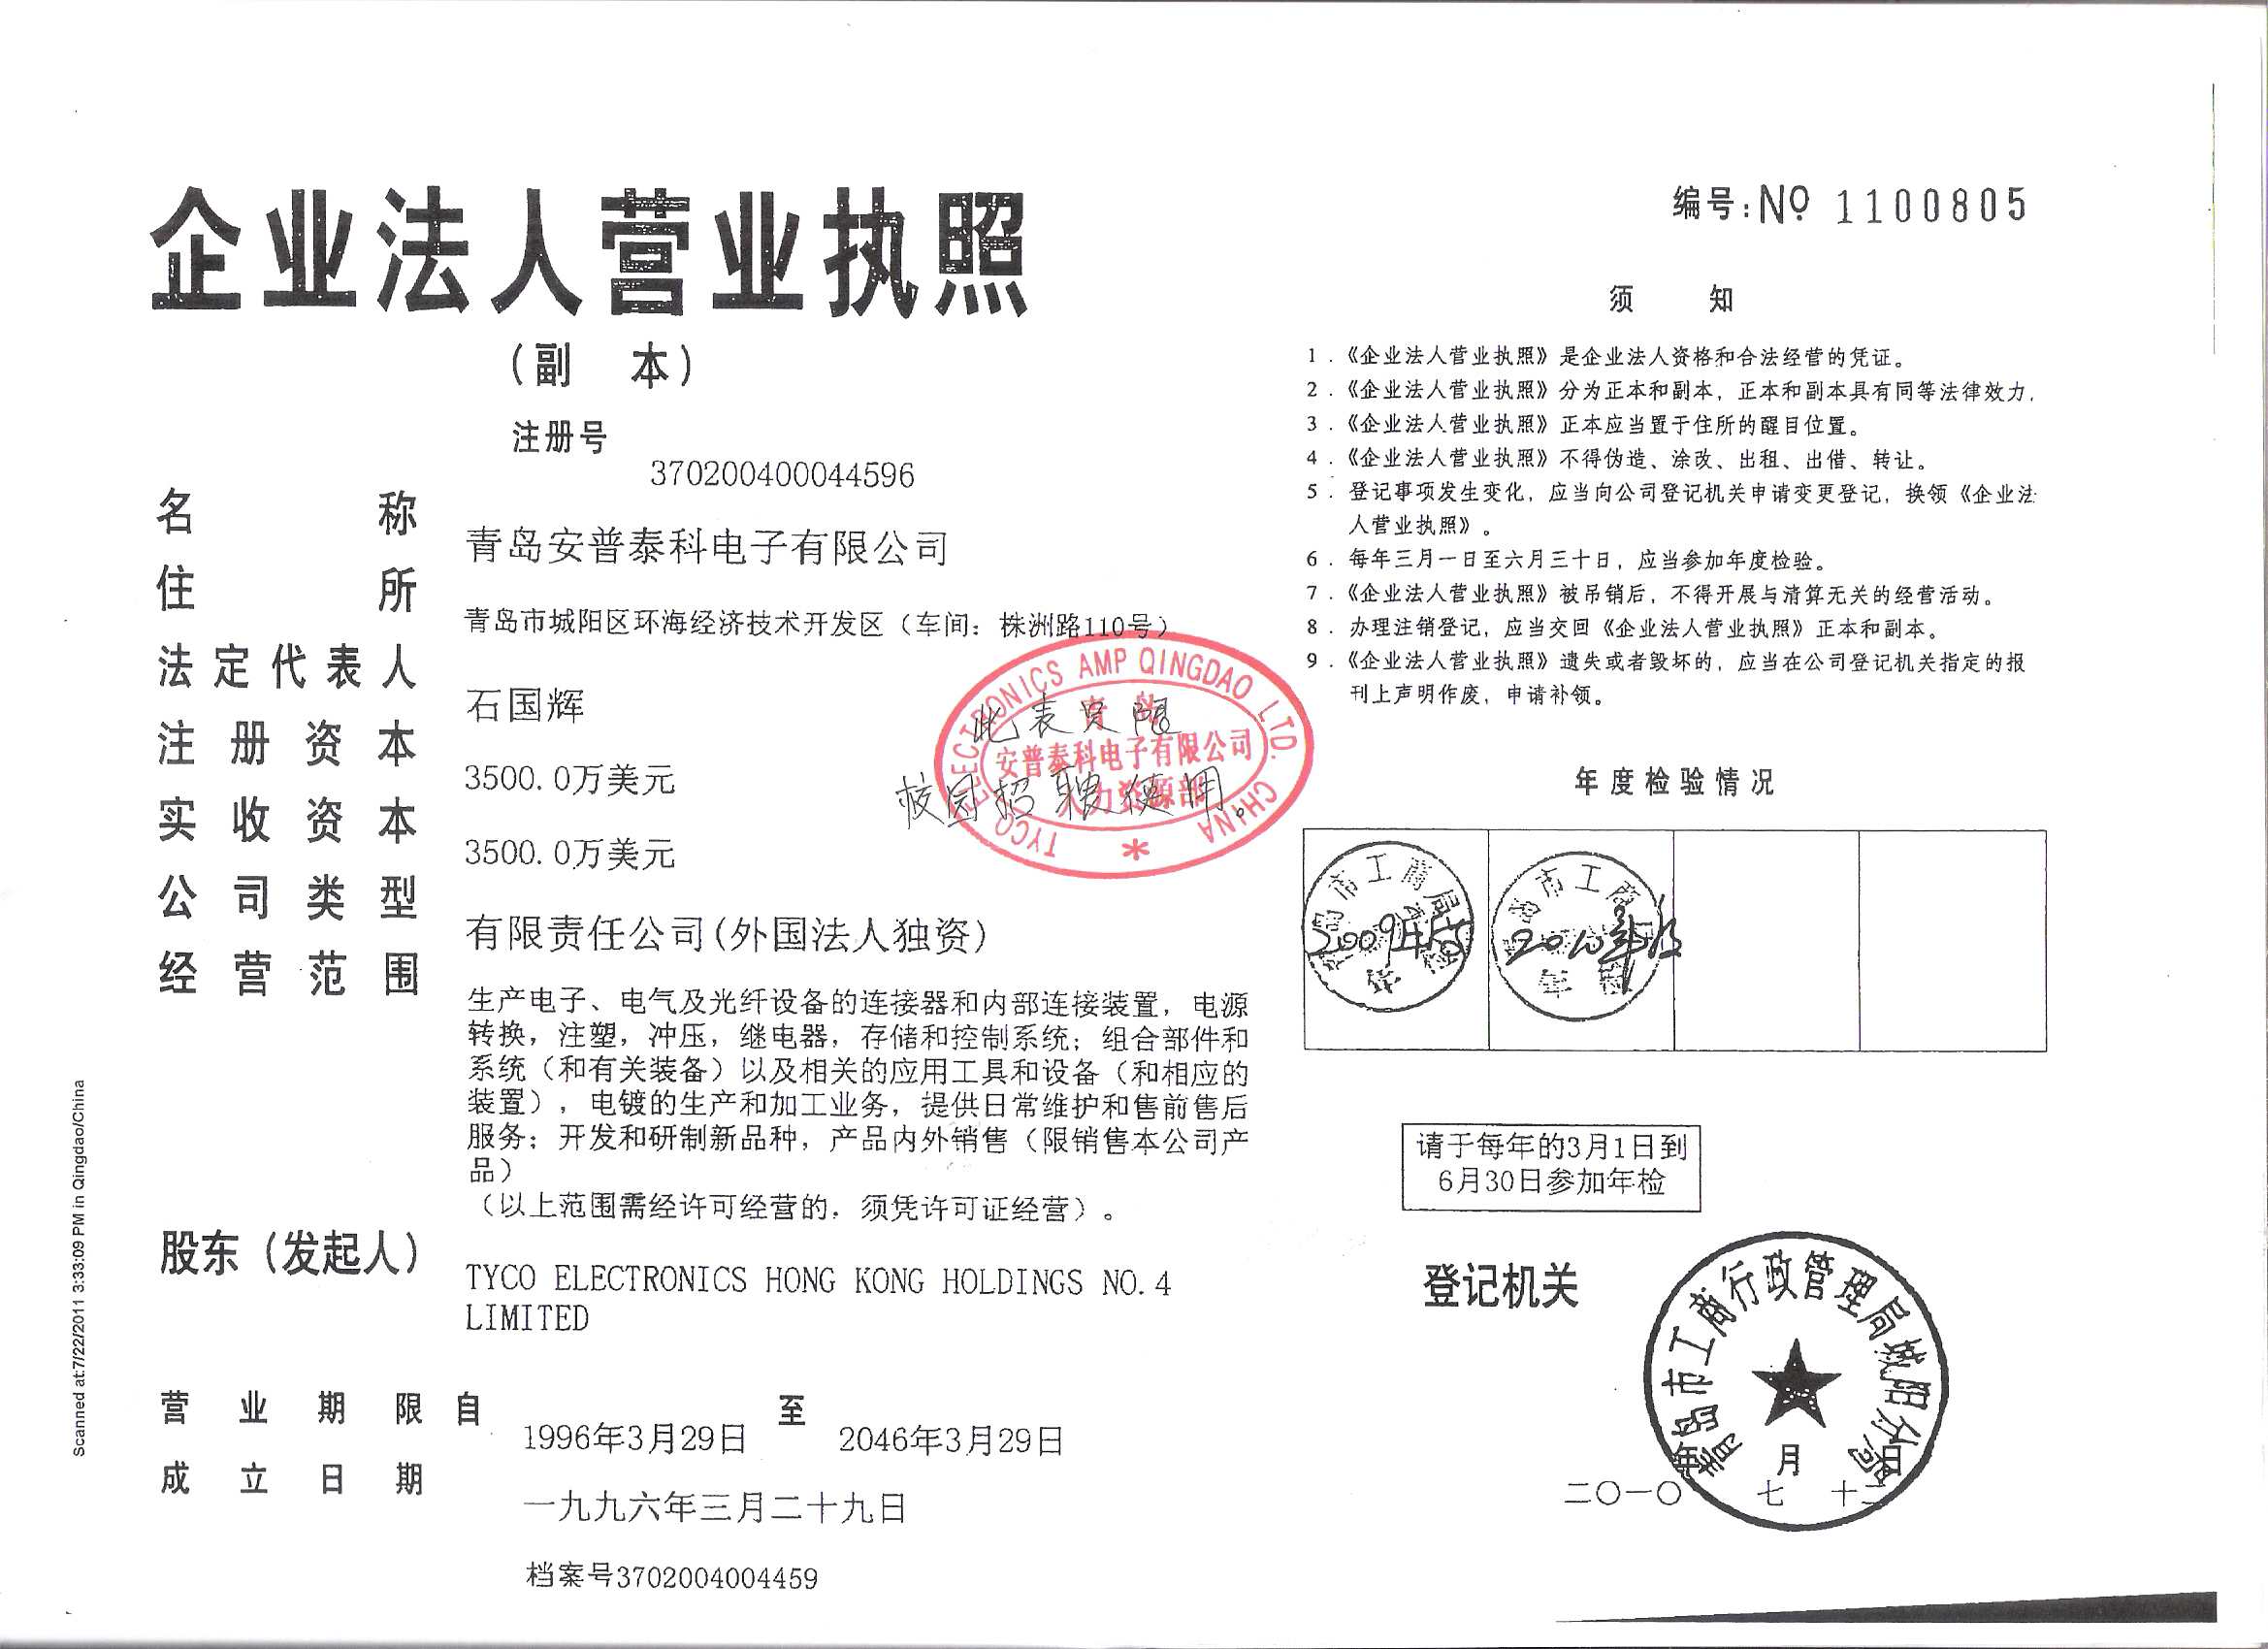 企业法人营业执照
（副 本）
注册号
370200400044596
名 称
青岛安普泰科电子有限公司
住 所
青岛市城阳区环海经济技术开发区（车间：株洲路110号）
法定代表人
石国辉
注册资本
3500.0万美元
实收资本
3500.0万美元
公司类型
有限责任公司(外国法人独资)
经营范围
生产电子、电气及光纤设备的连接器和内部连接装置，电源
转换，注塑，冲压，继电器，存储和控制系统；组合部件和
系统（和有关装备）以及相关的应用工具和设备（和相应的
装置），电镀的生产和加工业务，提供日常维护和售前售后
服务；开发和研制新品种，产品内外销售（限销售本公司产
品）
（以上范围需经许可经营的，须凭许可证经营）。
股东（发起人）
TYCO ELECTRONICS HONG KONG HOLDINGS NO.4
LIMITED
营业期限自 1996年3月29日 至 2046年3月29日
成立日期
一九九六年三月二十九日
档案号3702004004459
TYCO ELECTRONICS AMP QINGDAO LTD. CHINA
青岛
安普泰科电子有限公司
人力资源部
此表只限
校园招聘使用。
编号：№ 1100805
须 知
1．《企业法人营业执照》是企业法人资格和合法经营的凭证。
2．《企业法人营业执照》分为正本和副本，正本和副本具有同等法律效力．
3．《企业法人营业执照》正本应当置于住所的醒目位置。
4．《企业法人营业执照》不得伪造、涂改、出租、出借、转让。
5．登记事项发生变化，应当向公司登记机关申请变更登记，换领《企业法
人营业执照》。
6．每年三月一日至六月三十日，应当参加年度检验。
7．《企业法人营业执照》被吊销后，不得开展与清算无关的经营活动。
8．办理注销登记，应当交回《企业法人营业执照》正本和副本。
9．《企业法人营业执照》遗失或者毁坏的，应当在公司登记机关指定的报
刊上声明作废，申请补领。
年度检验情况
岛市工商局
2009年
岛市工商
2010年
请于每年的3月1日到
6月30日参加年检
登记机关
青岛市工商行政管理局城阳分局
年 月 日
二〇一〇 七 十二
Scanned at:7/22/2011 3:33:09 PM in Qingdao/China